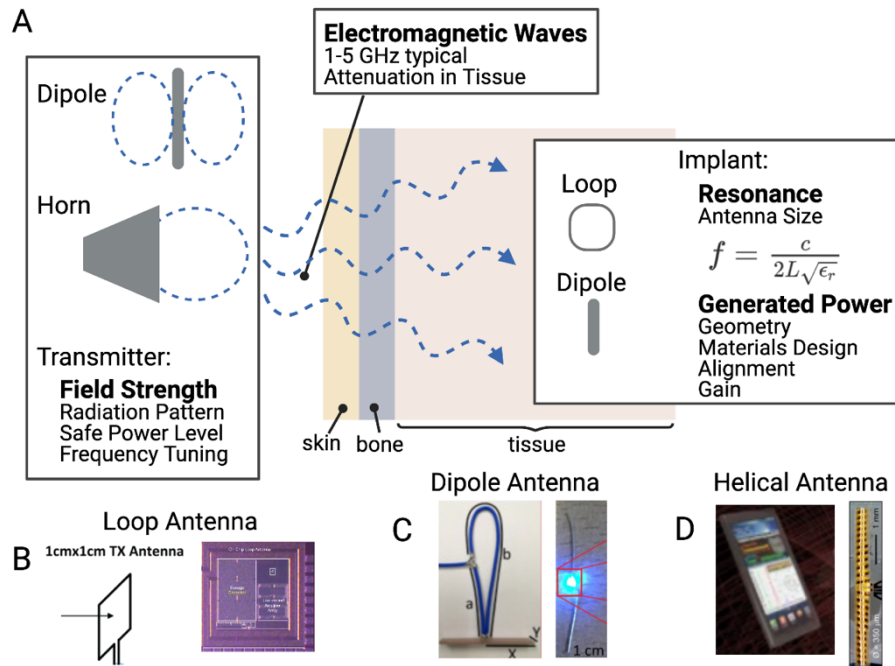 A
Electromagnetic Waves
1-5 GHz typical
Attenuation in Tissue
Dipole
Horn
Transmitter:
Field Strength
Radiation Pattern
Safe Power Level
Frequency Tuning
Implant:
Loop
Resonance
Antenna Size
f = c / 2L√ϵr
Dipole
Generated Power
Geometry
Materials Design
Alignment
Gain
skin
bone
tissue
B
Loop Antenna
1cmx1cm TX Antenna
C
Dipole Antenna
b
a
X
Y
1 cm
D
Helical Antenna
1 mm
Ø = 350 μm